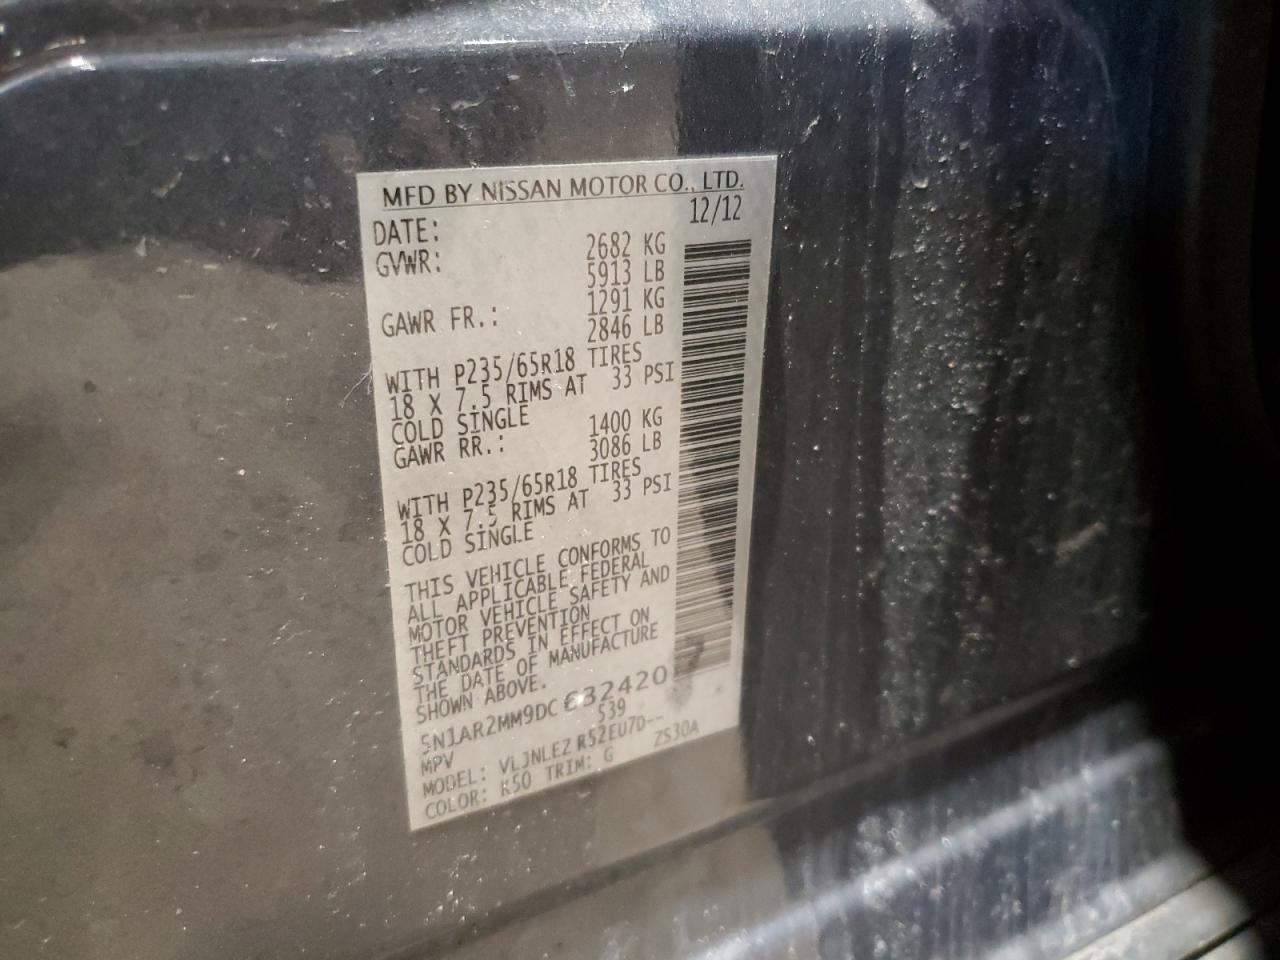 MFD BY NISSAN MOTOR CO., LTD.
DATE: 12/12
GVWR: 2682 KG
5913 LB
GAWR FR.: 1291 KG
2846 LB
WITH P235/65R18 TIRES
18 X 7.5 RIMS AT 33 PSI
COLD SINGLE
GAWR RR.: 1400 KG
3086 LB
WITH P235/65R18 TIRES
18 X 7.5 RIMS AT 33 PSI
COLD SINGLE
THIS VEHICLE CONFORMS TO
ALL APPLICABLE FEDERAL
MOTOR VEHICLE SAFETY AND
THEFT PREVENTION
STANDARDS IN EFFECT ON
THE DATE OF MANUFACTURE
SHOWN ABOVE.
5N1AR2MM9DC632420
MPV 539
MODEL: VLJNLEZ R52EU70--
COLOR: K50 TRIM: G ZS30A